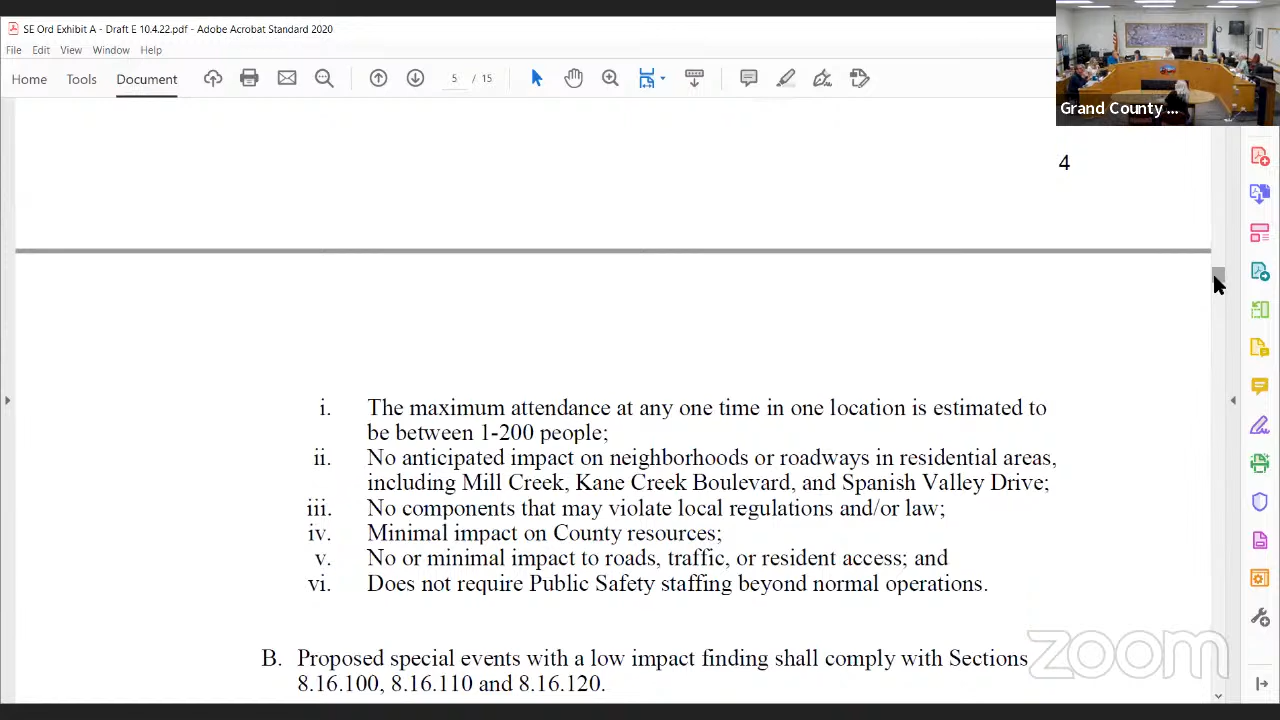 SE Ord Exhibit A - Draft E 10.4.22.pdf - Adobe Acrobat Standard 2020
File Edit View Window Help
Home Tools Document 5 / 15
Grand County ...
4
i. The maximum attendance at any one time in one location is estimated to
be between 1-200 people;
ii. No anticipated impact on neighborhoods or roadways in residential areas,
including Mill Creek, Kane Creek Boulevard, and Spanish Valley Drive;
iii. No components that may violate local regulations and/or law;
iv. Minimal impact on County resources;
v. No or minimal impact to roads, traffic, or resident access; and
vi. Does not require Public Safety staffing beyond normal operations.
B. Proposed special events with a low impact finding shall comply with Sections
8.16.100, 8.16.110 and 8.16.120.
zoom